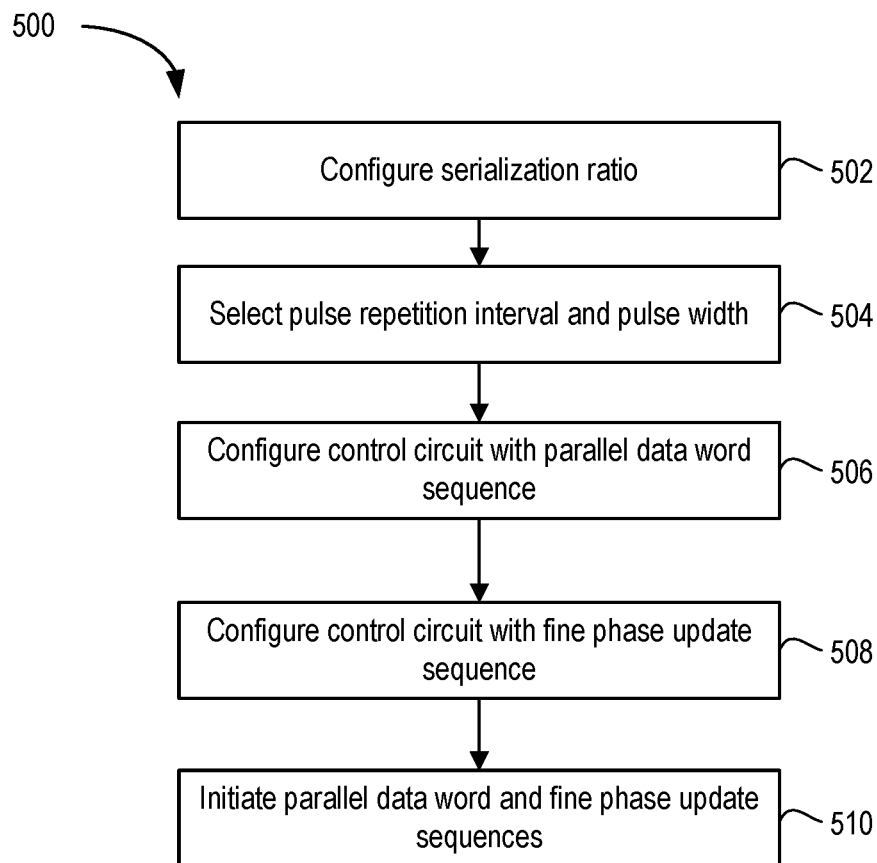 500
Configure serialization ratio
502
Select pulse repetition interval and pulse width
504
Configure control circuit with parallel data word
sequence
506
Configure control circuit with fine phase update
sequence
508
Initiate parallel data word and fine phase update
sequences
510